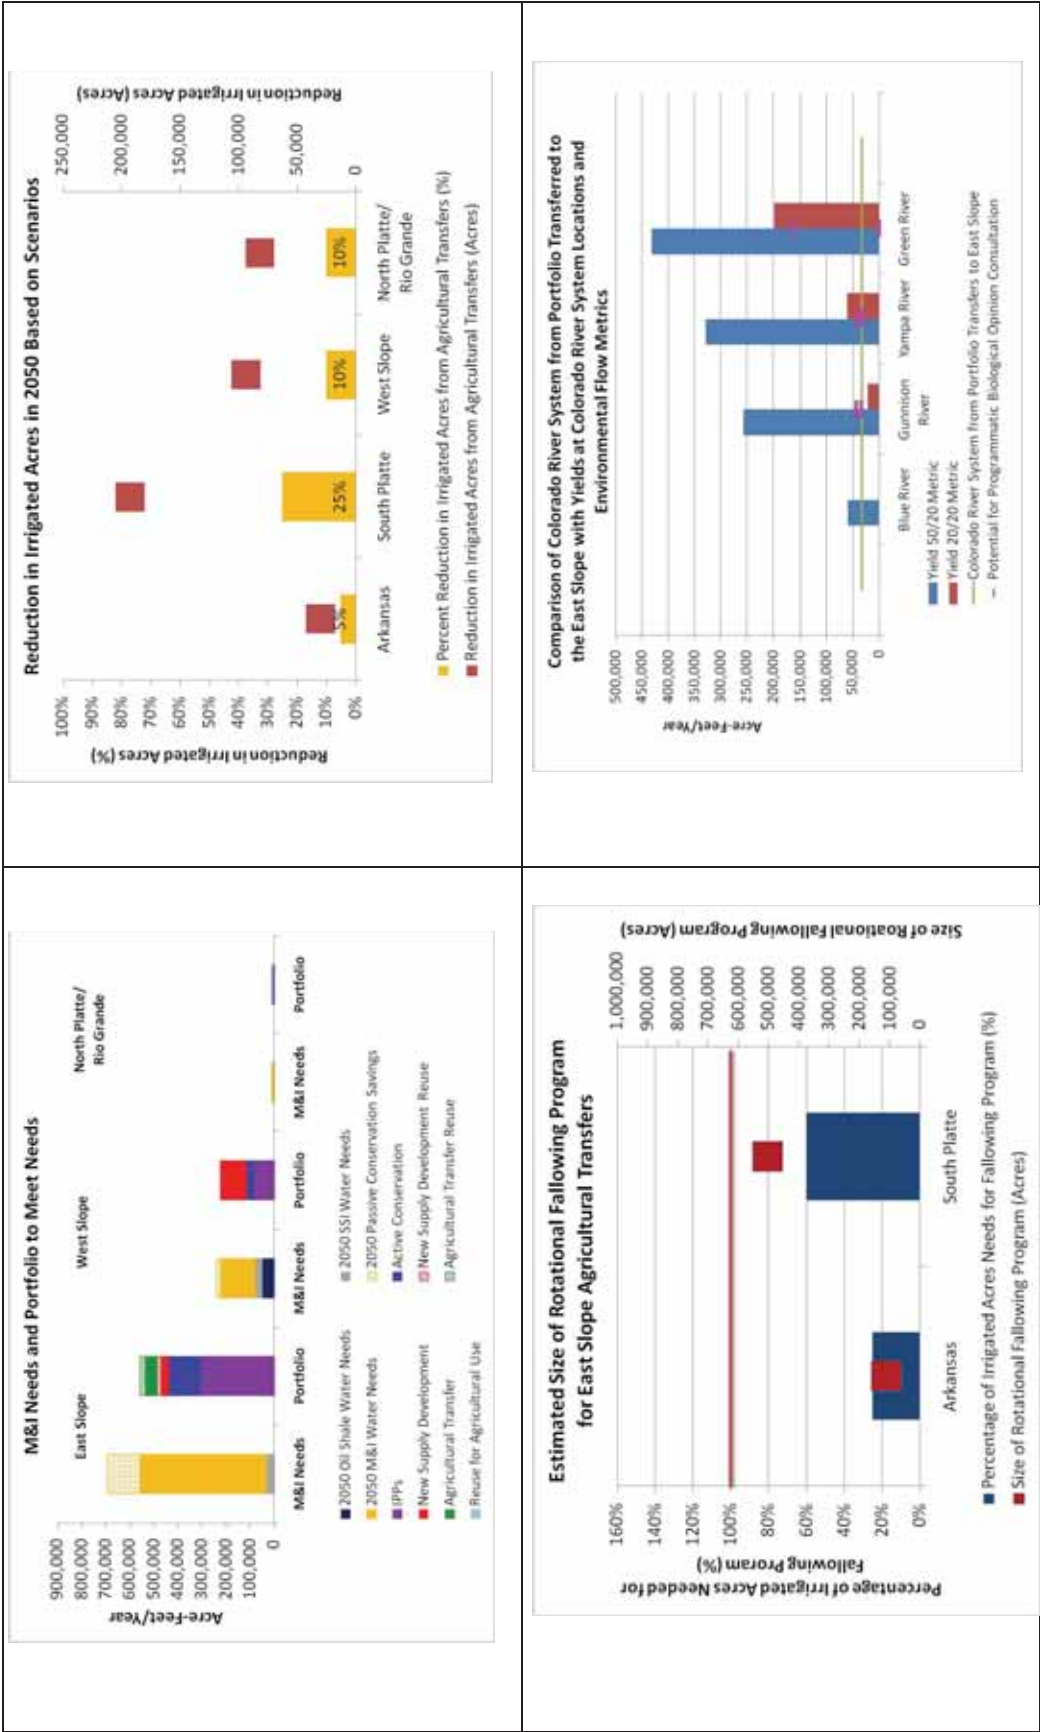 M&I Needs and Portfolio to Meet Needs
East Slope
West Slope
North Platte/
Rio Grande
900,000
800,000
700,000
600,000
500,000
400,000
300,000
200,000
100,000
0
Acre-Feet/Year
M&I Needs
Portfolio
M&I Needs
Portfolio
M&I Needs
Portfolio
2050 Oil Shale Water Needs
2050 SSI Water Needs
2050 M&I Water Needs
2050 Passive Conservation Savings
IPPs
Active Conservation
New Supply Development
New Supply Development Reuse
Agricultural Transfer
Agricultural Transfer Reuse
Reuse for Agricultural Use
Reduction in Irrigated Acres in 2050 Based on Scenarios
100%
90%
80%
70%
60%
50%
40%
30%
20%
10%
0%
Reduction in Irrigated Acres (%)
250,000
200,000
150,000
100,000
50,000
0
Reduction in Irrigated Acres (Acres)
5%
25%
10%
10%
Arkansas
South Platte
West Slope
North Platte/
Rio Grande
Percent Reduction in Irrigated Acres from Agricultural Transfers (%)
Reduction in Irrigated Acres from Agricultural Transfers (Acres)
Estimated Size of Rotational Fallowing Program
for East Slope Agricultural Transfers
160%
140%
120%
100%
80%
60%
40%
20%
0%
Percentage of Irrigated Acres Needed for
Fallowing Proram (%)
1,000,000
900,000
800,000
700,000
600,000
500,000
400,000
300,000
200,000
100,000
0
Size of Roational Fallowing Program (Acres)
Arkansas
South Platte
Percentage of Irrigated Acres Needs for Fallowing Program (%)
Size of Rotational Fallowing Program (Acres)
Comparison of Colorado River System from Portfolio Transferred to
the East Slope with Yields at Colorado River System Locations and
Environmental Flow Metrics
500,000
450,000
400,000
350,000
300,000
250,000
200,000
150,000
100,000
50,000
0
Acre-Feet/Year
Blue River
Gunnison
River
Yampa River
Green River
Yield 50/20 Metric
Yield 20/20 Metric
Colorado River System from Portfolio Transfers to East Slope
Potential for Programmatic Biological Opinion Consultation